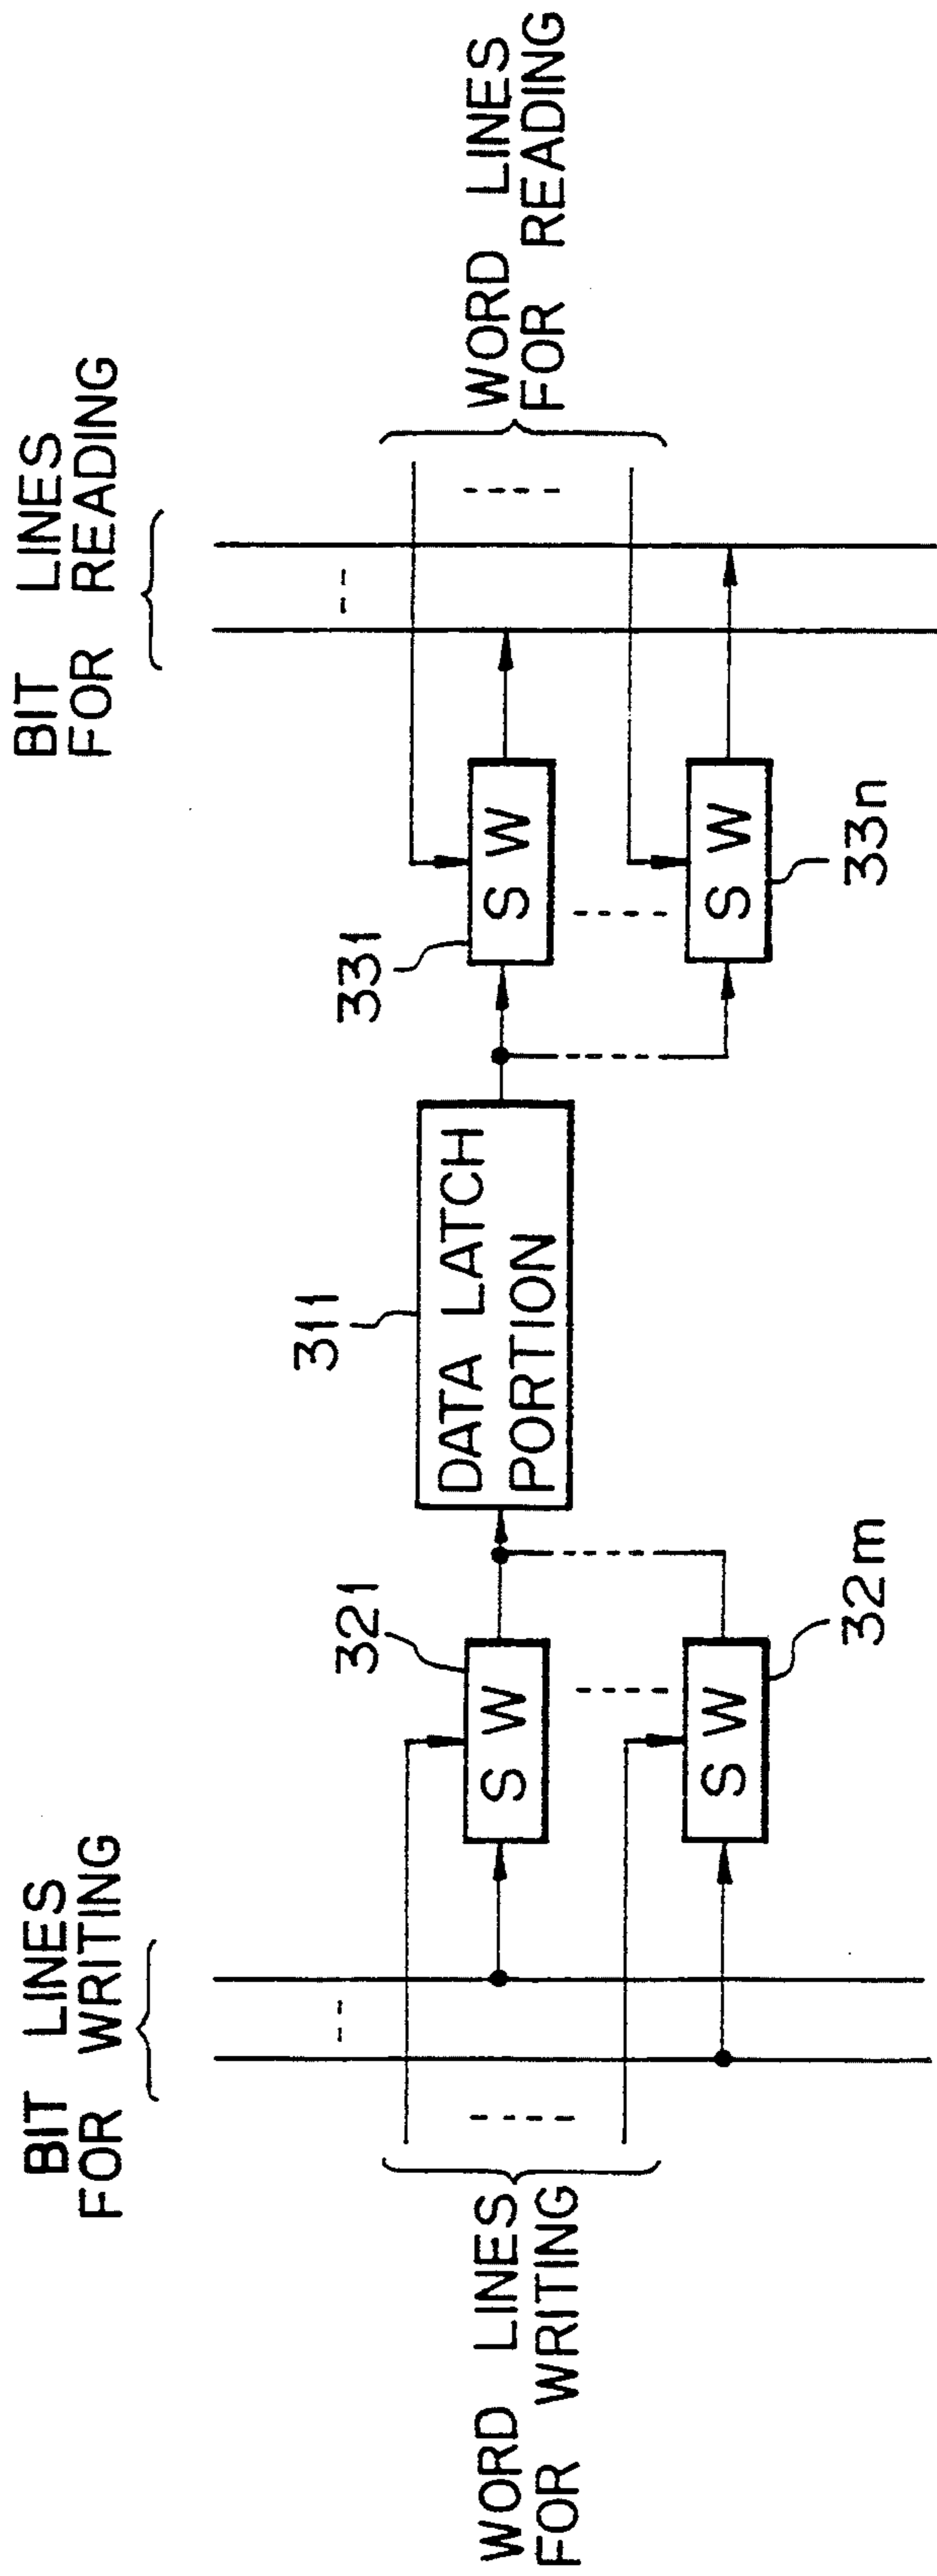 BIT LINES
FOR WRITING
BIT LINES
FOR READING
WORD LINES
FOR WRITING
321
SW
32m
SW
311
DATA LATCH
PORTION
331
SW
33n
SW
WORD LINES
FOR READING